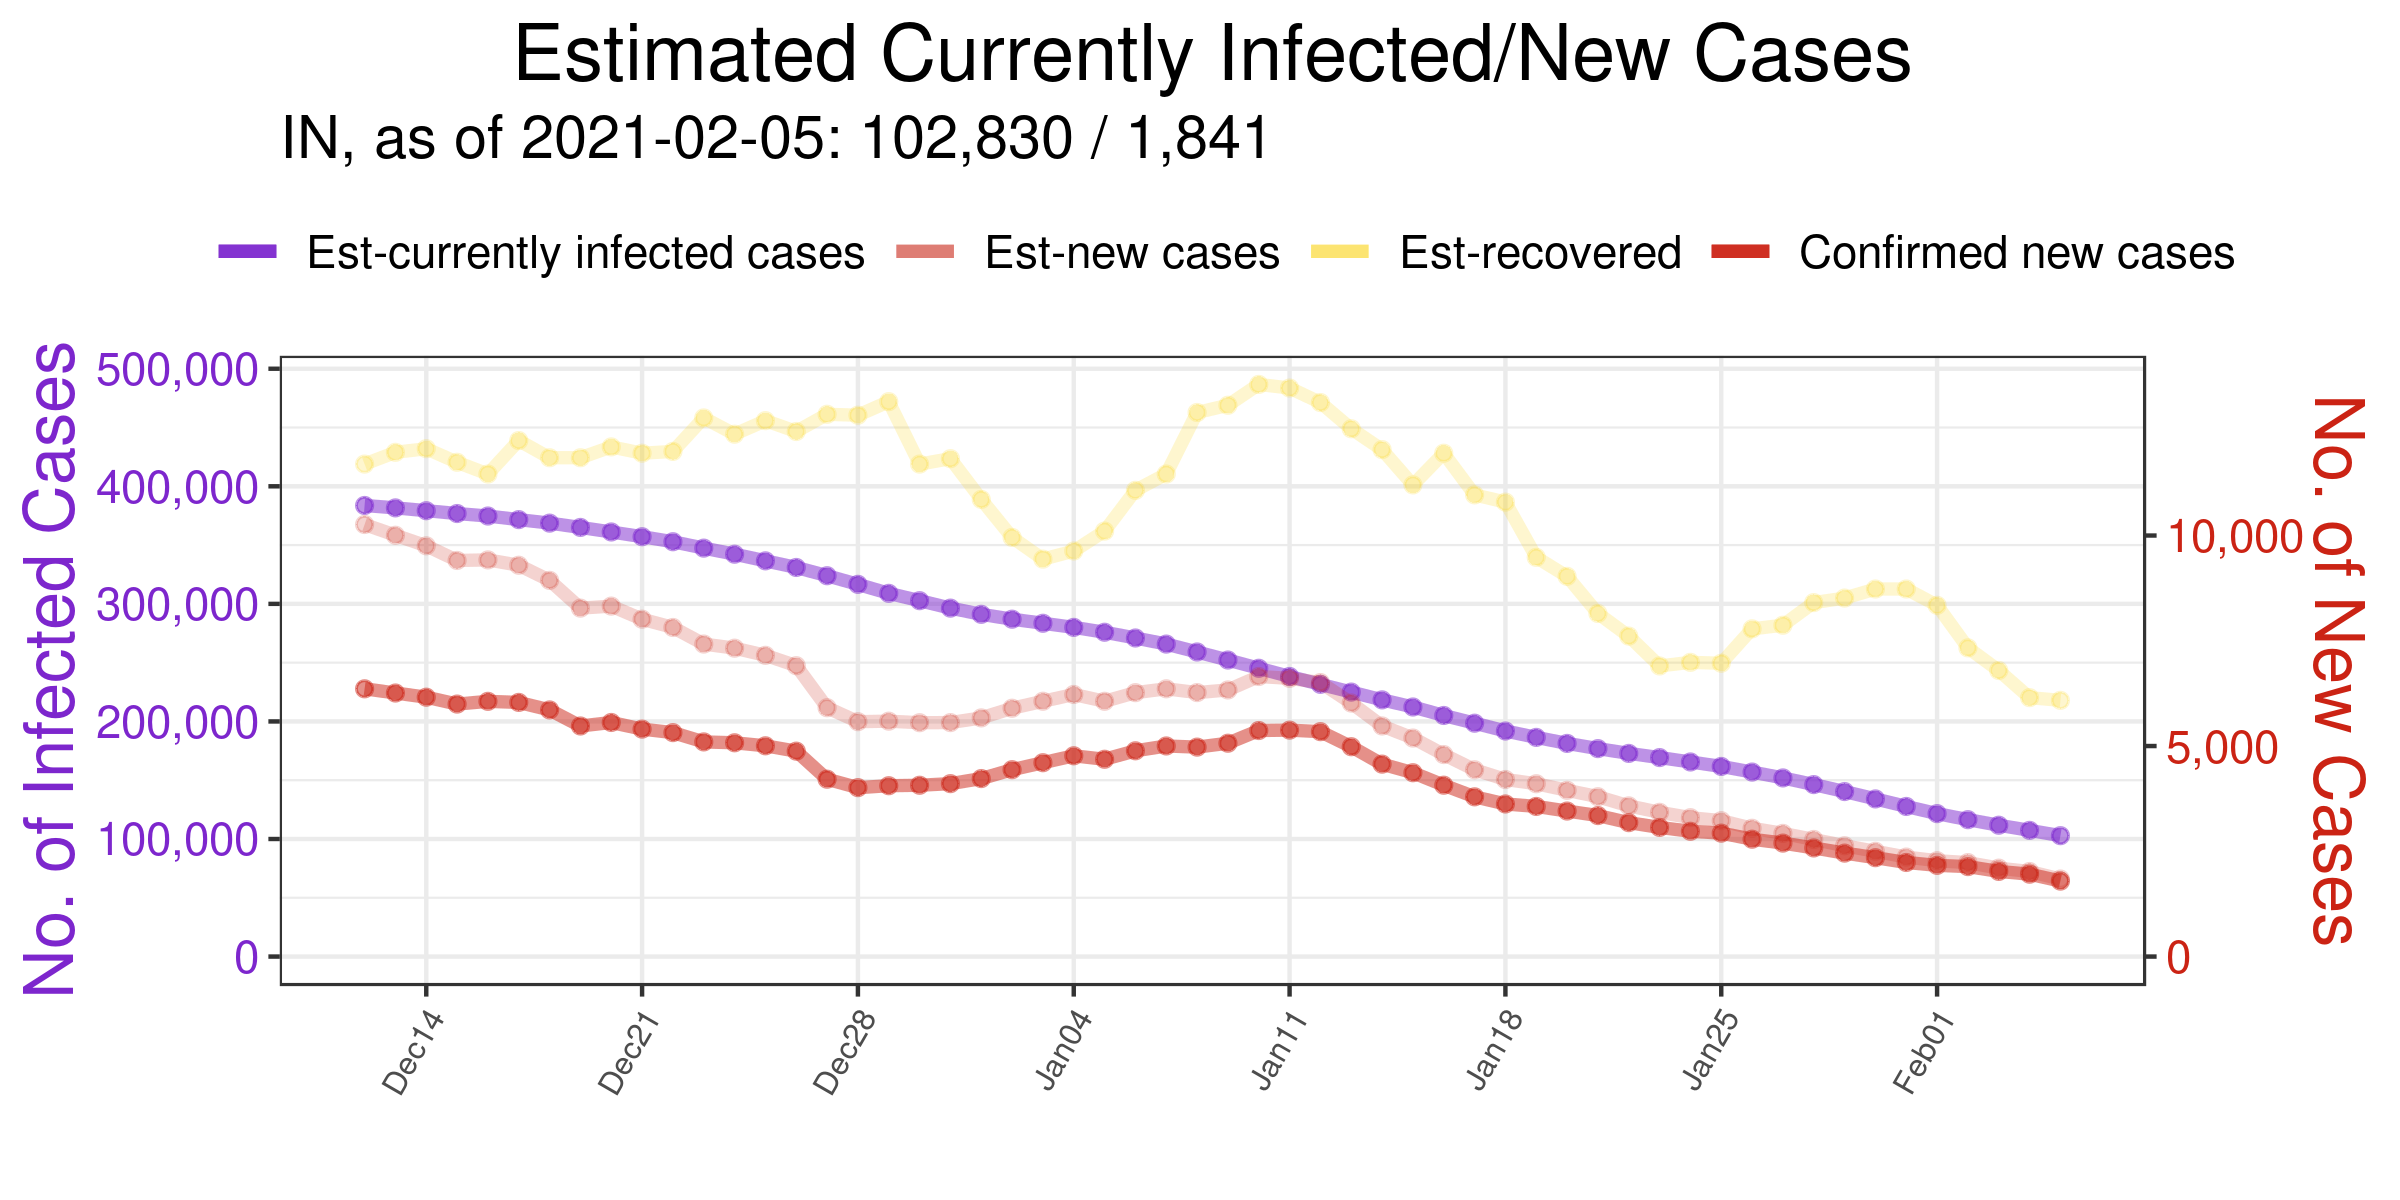 Estimated Currently Infected/New Cases
IN, as of 2021-02-05: 102,830 / 1,841
Est-currently infected cases Est-new cases Est-recovered Confirmed new cases
No. of Infected Cases
500,000
400,000
300,000
200,000
100,000
0
10,000
5,000
0
No. of New Cases
Dec14 Dec21 Dec28 Jan04 Jan11 Jan18 Jan25 Feb01